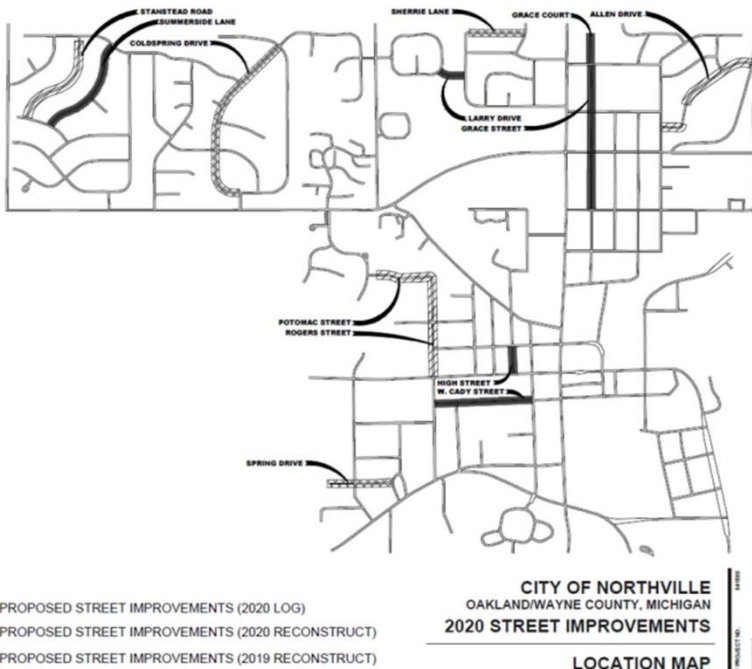 STANSTEAD ROAD
SUMMERSIDE LANE
COLDSPRING DRIVE
SHERRIE LANE
GRACE COURT
ALLEN DRIVE
LARRY DRIVE
GRACE STREET
POTOMAC STREET
ROGERS STREET
HIGH STREET
W. CADY STREET
SPRING DRIVE
PROPOSED STREET IMPROVEMENTS (2020 LOG)
PROPOSED STREET IMPROVEMENTS (2020 RECONSTRUCT)
PROPOSED STREET IMPROVEMENTS (2019 RECONSTRUCT)
CITY OF NORTHVILLE
OAKLAND/WAYNE COUNTY, MICHIGAN
2020 STREET IMPROVEMENTS
LOCATION MAP
PROJECT NO.